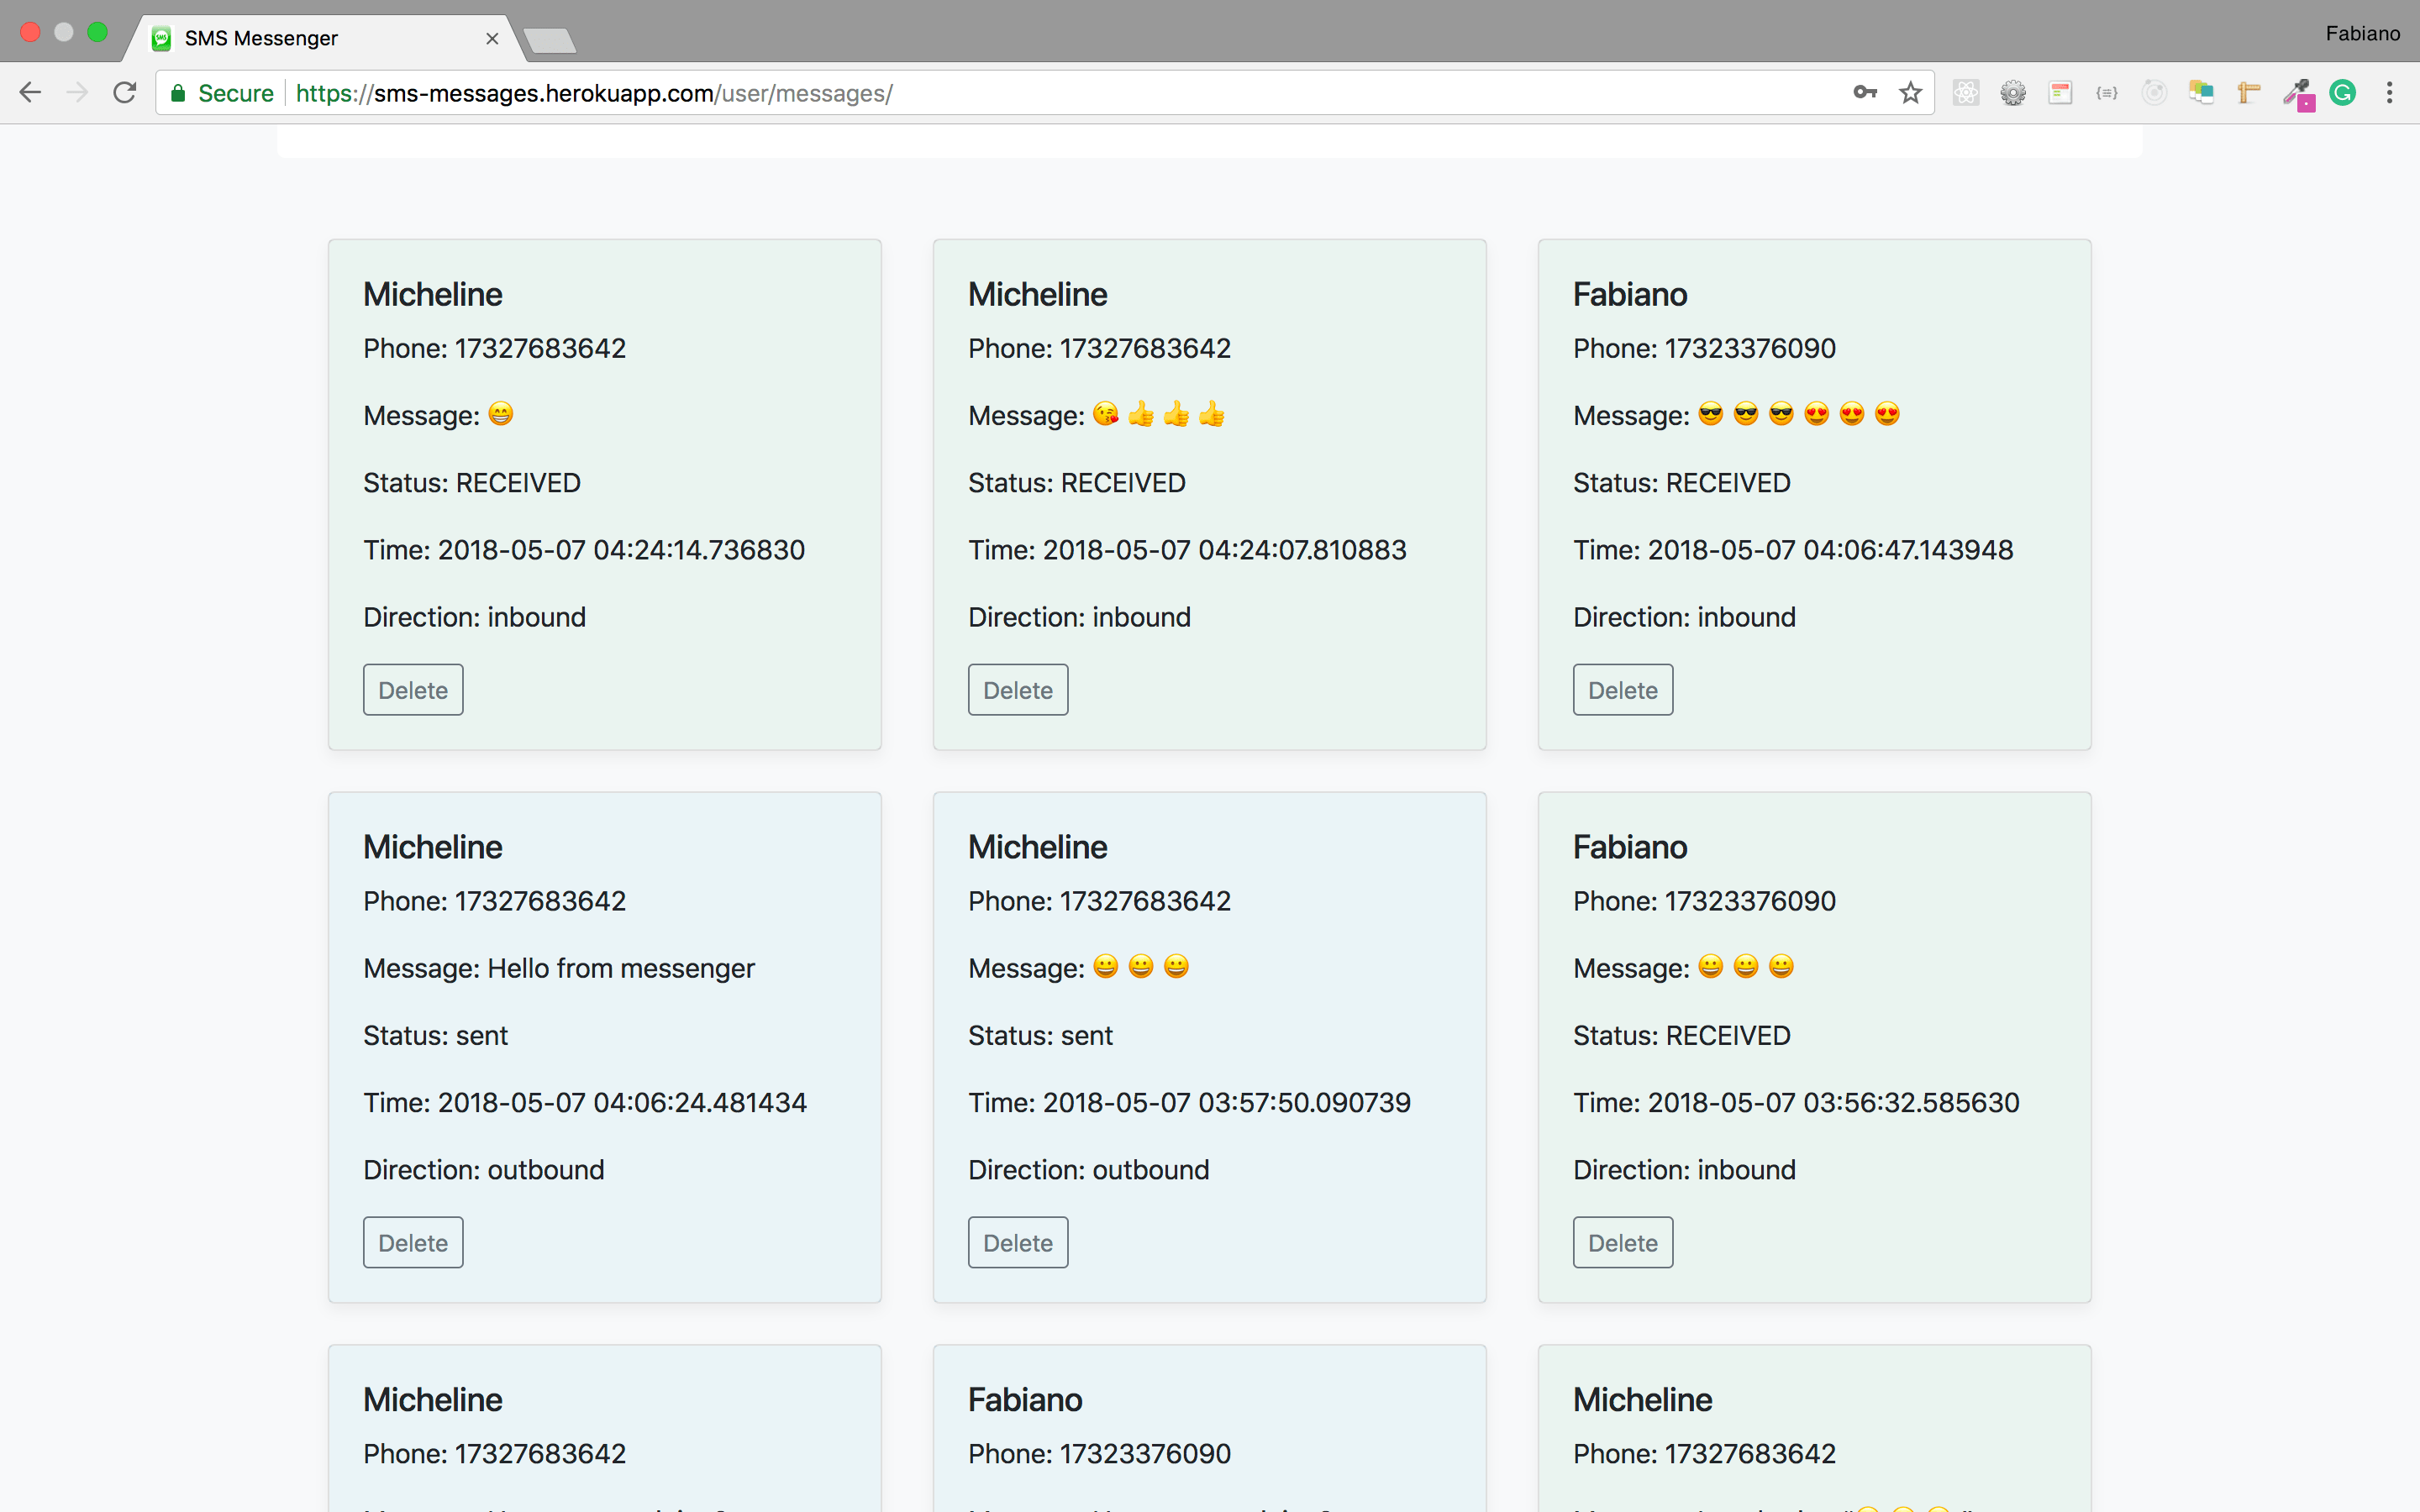 SMS Messenger
Fabiano
Secure https://sms-messages.herokuapp.com/user/messages/
Micheline
Phone: 17327683642
Message: 😁
Status: RECEIVED
Time: 2018-05-07 04:24:14.736830
Direction: inbound
Delete
Micheline
Phone: 17327683642
Message: 😘 👍 👍 👍
Status: RECEIVED
Time: 2018-05-07 04:24:07.810883
Direction: inbound
Delete
Fabiano
Phone: 17323376090
Message: 😎 😎 😎 😍 😍 😍
Status: RECEIVED
Time: 2018-05-07 04:06:47.143948
Direction: inbound
Delete
Micheline
Phone: 17327683642
Message: Hello from messenger
Status: sent
Time: 2018-05-07 04:06:24.481434
Direction: outbound
Delete
Micheline
Phone: 17327683642
Message: 😀 😀 😀
Status: sent
Time: 2018-05-07 03:57:50.090739
Direction: outbound
Delete
Fabiano
Phone: 17323376090
Message: 😀 😀 😀
Status: RECEIVED
Time: 2018-05-07 03:56:32.585630
Direction: inbound
Delete
Micheline
Phone: 17327683642
Fabiano
Phone: 17323376090
Micheline
Phone: 17327683642